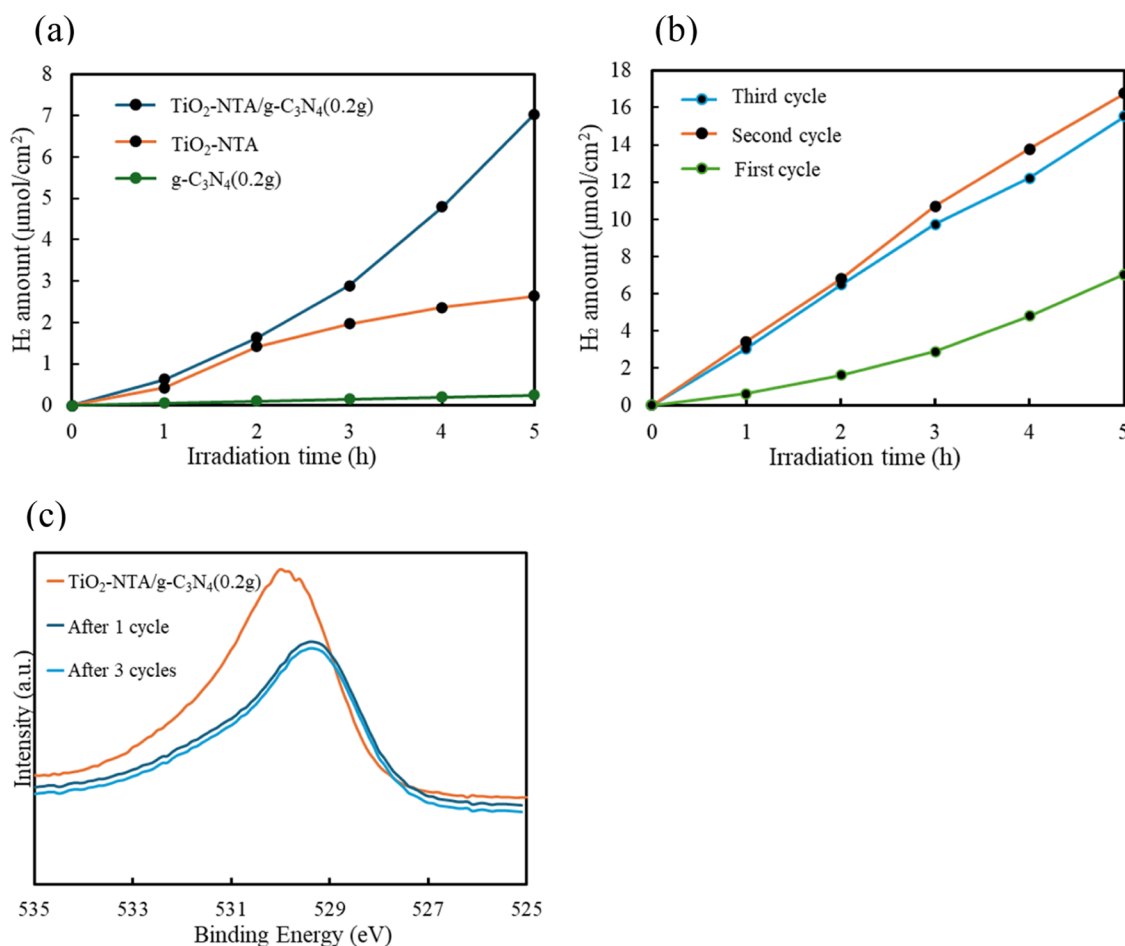 (a)
8
7
6
5
4
3
2
1
0
H₂ amount (μmol/cm²)
TiO₂-NTA/g-C₃N₄(0.2g)
TiO₂-NTA
g-C₃N₄(0.2g)
0 1 2 3 4 5
Irradiation time (h)
(b)
18
16
14
12
10
8
6
4
2
0
H₂ amount (μmol/cm²)
Third cycle
Second cycle
First cycle
0 1 2 3 4 5
Irradiation time (h)
(c)
Intensity (a.u.)
TiO₂-NTA/g-C₃N₄(0.2g)
After 1 cycle
After 3 cycles
535 533 531 529 527 525
Binding Energy (eV)